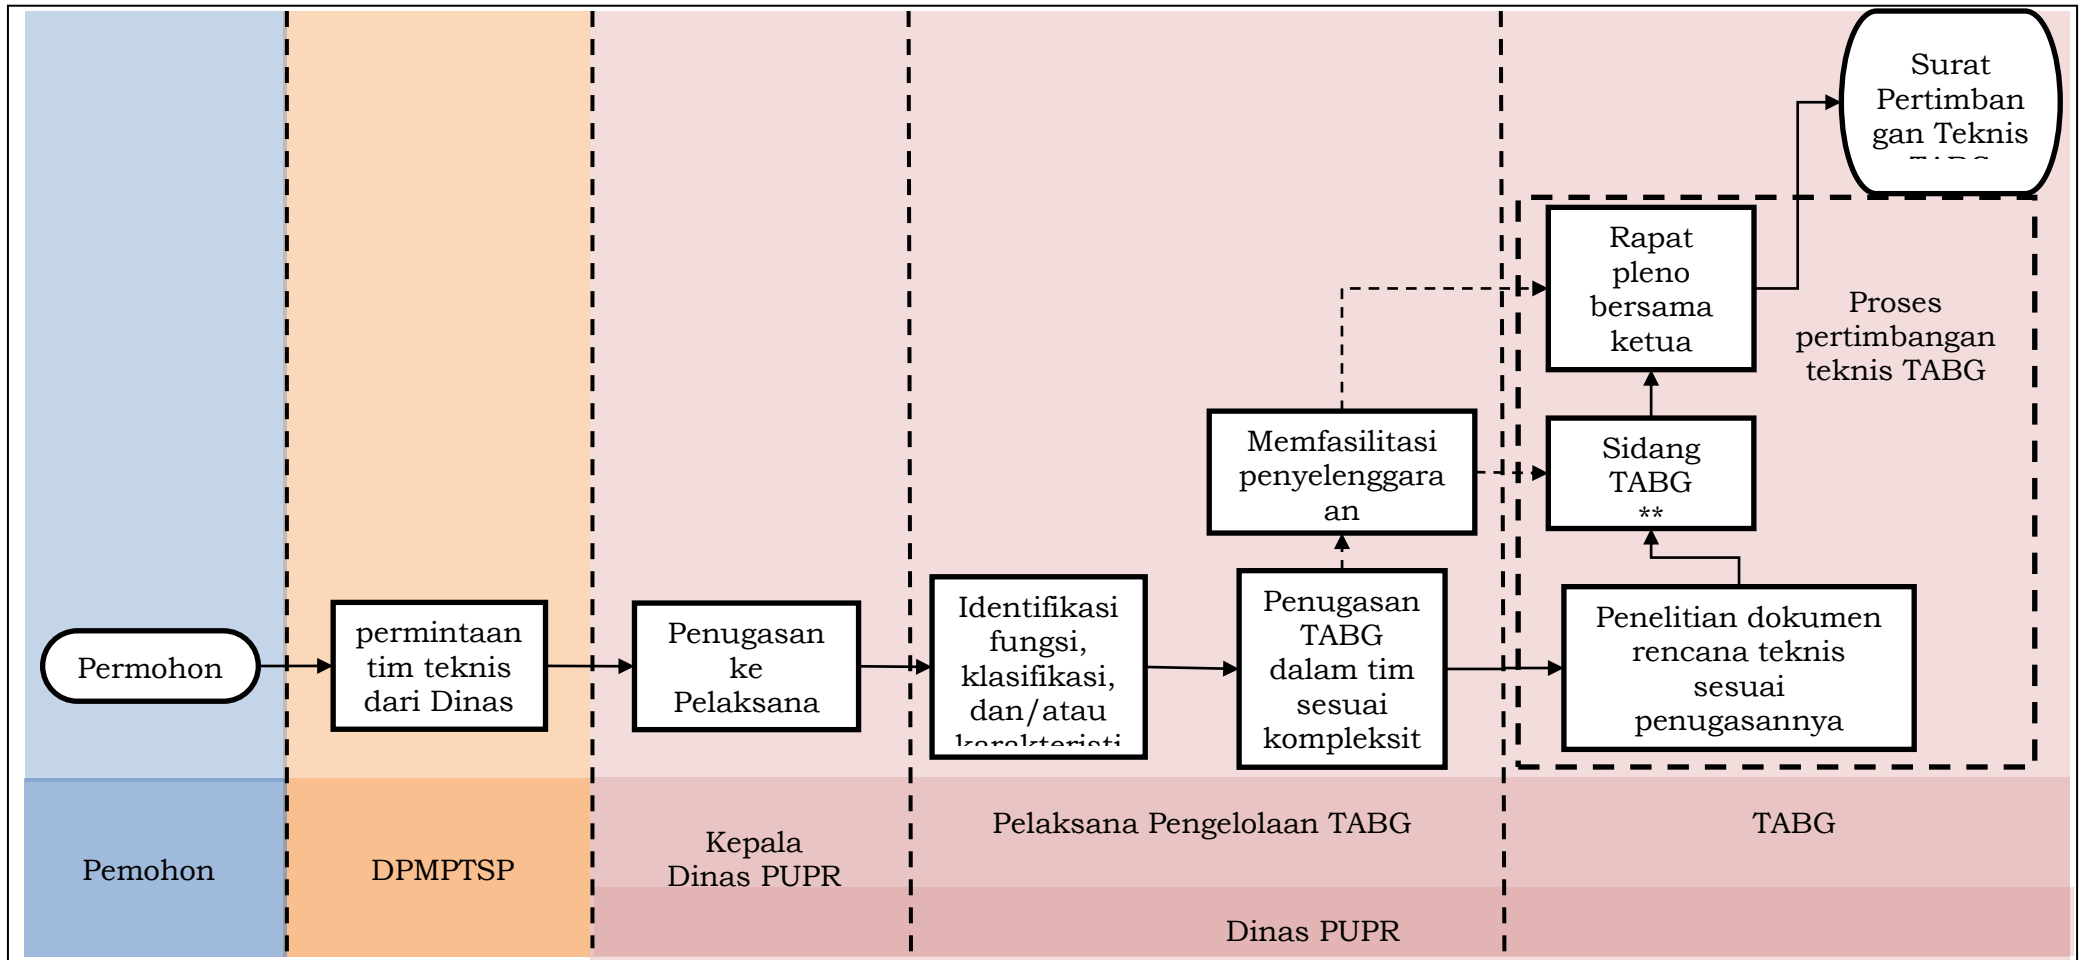 Surat
Pertimban
gan Teknis
TABG
Rapat
pleno
bersama
ketua
Proses
pertimbangan
teknis TABG
Memfasilitasi
penyelenggara
an
Sidang
TABG
**
Permohon
permintaan
tim teknis
dari Dinas
Penugasan
ke
Pelaksana
Identifikasi
fungsi,
klasifikasi,
dan/atau
karakteristi
Penugasan
TABG
dalam tim
sesuai
kompleksit
Penelitian dokumen
rencana teknis
sesuai
penugasannya
Pemohon
DPMPTSP
Kepala
Dinas PUPR
Pelaksana Pengelolaan TABG
TABG
Dinas PUPR